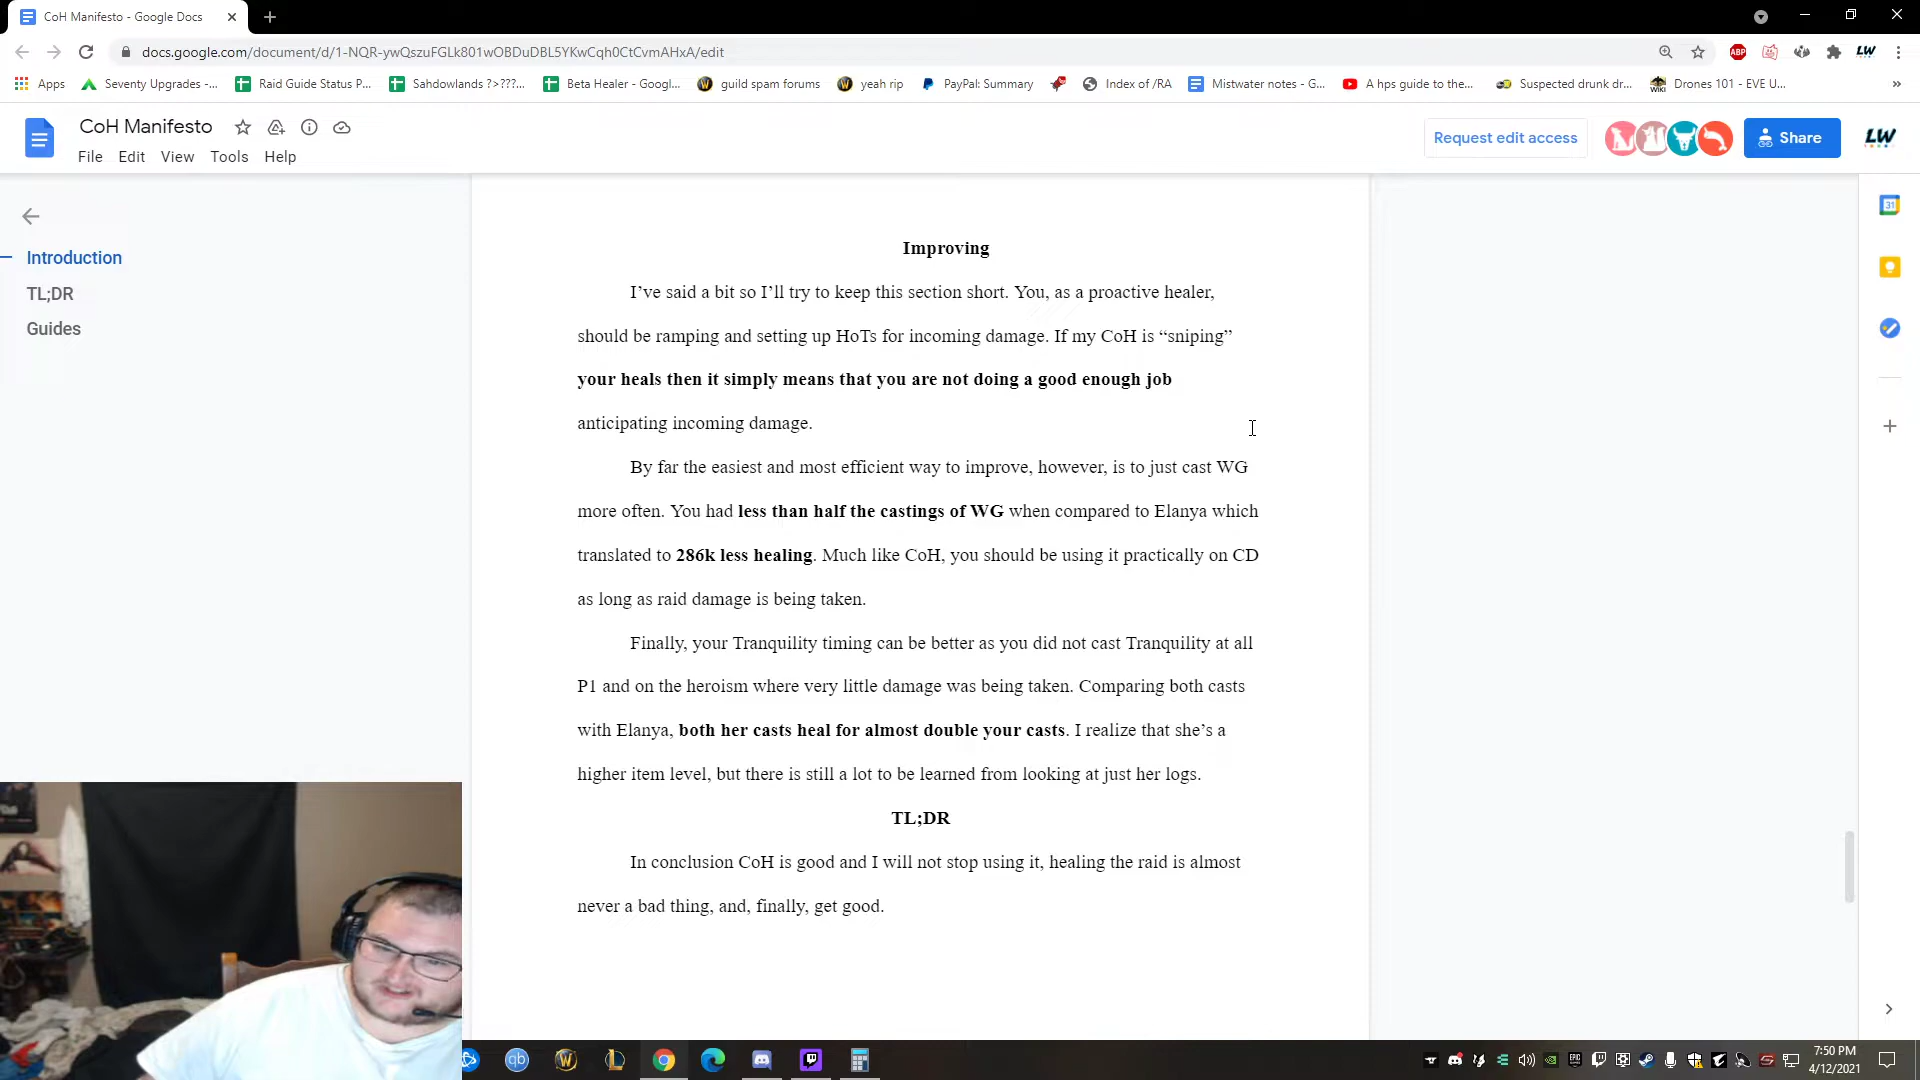 CoH Manifesto - Google Docs
docs.google.com/document/d/1-NQR-ywQszuFGLk801wOBDuDBL5YKwCqh0CtCvmAHxA/edit
ABP
LW
Apps
Seventy Upgrades -...
Raid Guide Status P...
Sahdowlands ?>???...
Beta Healer - Googl...
guild spam forums
yeah rip
PayPal: Summary
Index of /RA
Mistwater notes - G...
A hps guide to the...
Suspected drunk dr...
WIKI
Drones 101 - EVE U...
»
CoH Manifesto
File Edit View Tools Help
Request edit access
Share
LW
31
Introduction
TL;DR
Guides
Improving
I’ve said a bit so I’ll try to keep this section short. You, as a proactive healer,
should be ramping and setting up HoTs for incoming damage. If my CoH is “sniping”
your heals then it simply means that you are not doing a good enough job
anticipating incoming damage.
By far the easiest and most efficient way to improve, however, is to just cast WG
more often. You had less than half the castings of WG when compared to Elanya which
translated to 286k less healing. Much like CoH, you should be using it practically on CD
as long as raid damage is being taken.
Finally, your Tranquility timing can be better as you did not cast Tranquility at all
P1 and on the heroism where very little damage was being taken. Comparing both casts
with Elanya, both her casts heal for almost double your casts. I realize that she’s a
higher item level, but there is still a lot to be learned from looking at just her logs.
TL;DR
In conclusion CoH is good and I will not stop using it, healing the raid is almost
never a bad thing, and, finally, get good.
qb
W
L
EPIC
7:50 PM
4/12/2021